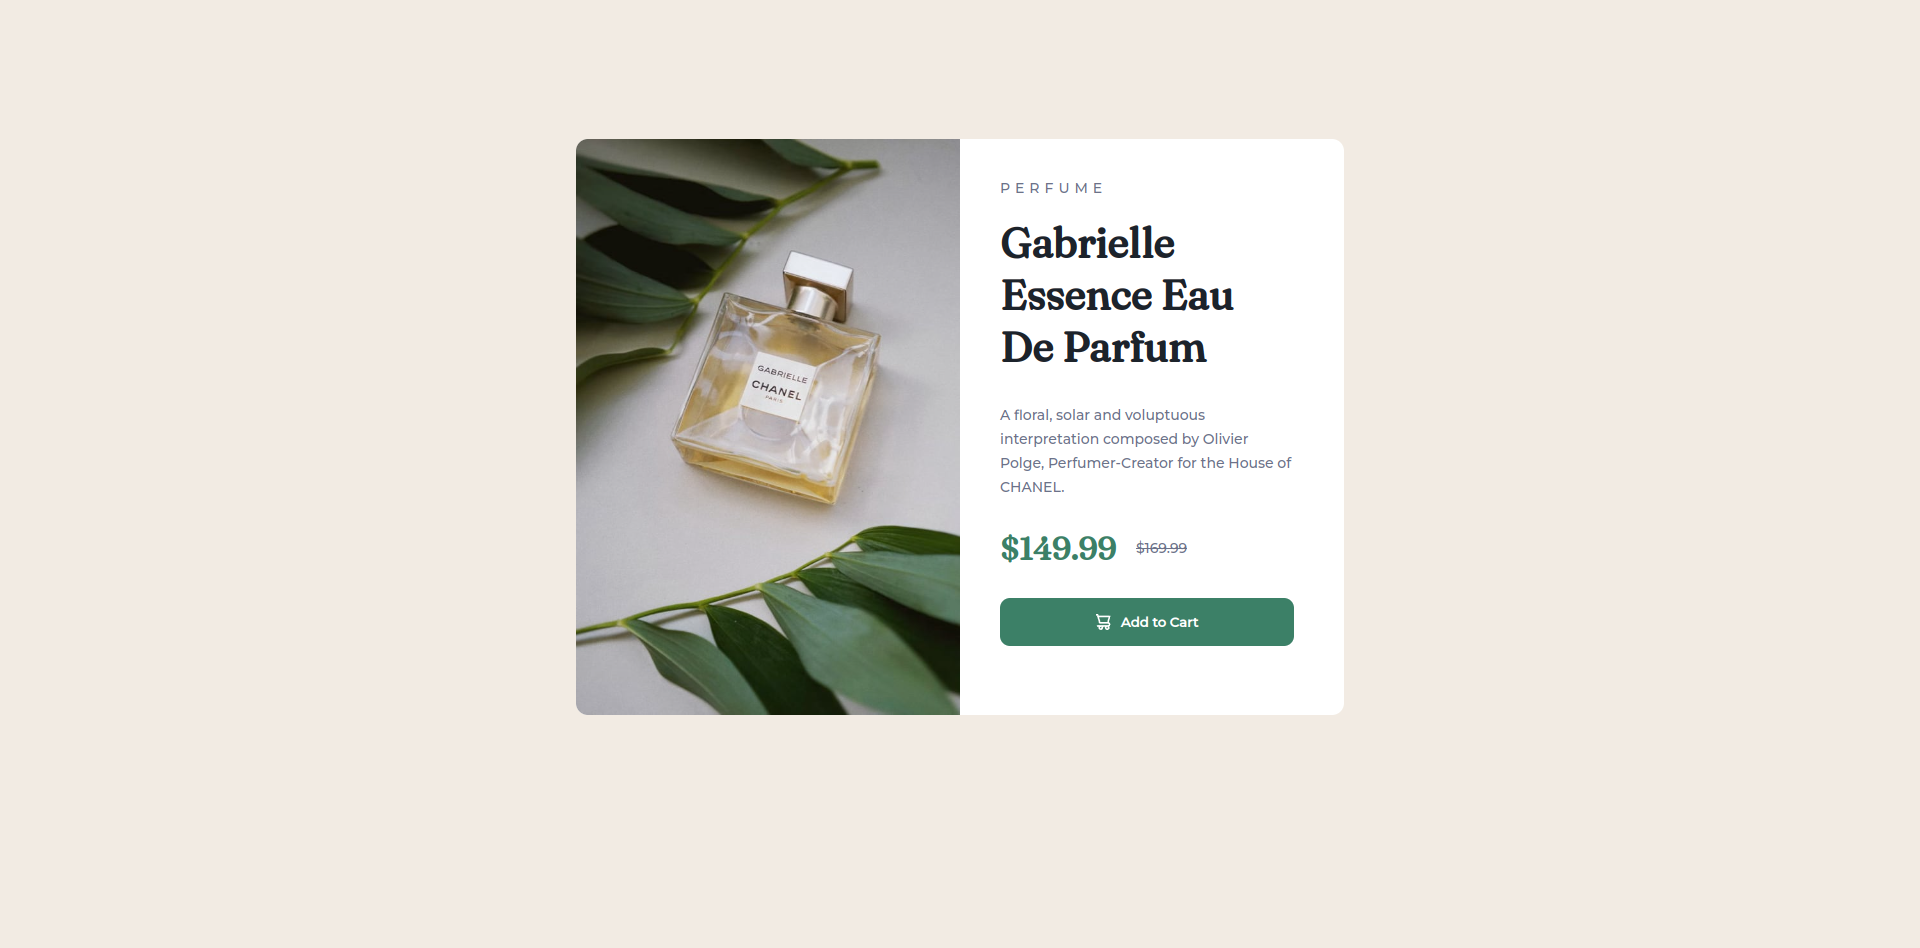 GABRIELLE
CHANEL
PARIS
PERFUME
Gabrielle
Essence Eau
De Parfum
A floral, solar and voluptuous
interpretation composed by Olivier
Polge, Perfumer-Creator for the House of
CHANEL.
$149.99 $169.99
Add to Cart